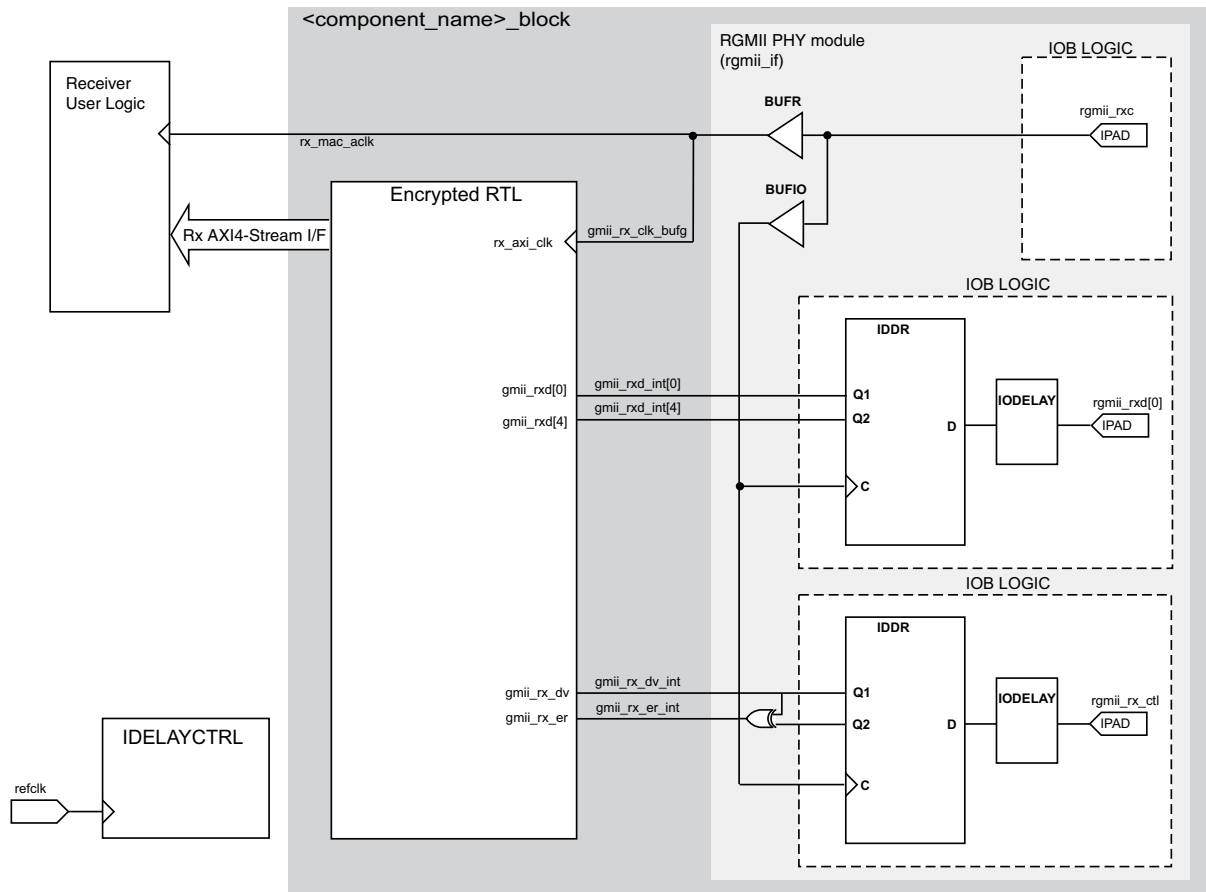 <component_name>_block
RGMII PHY module
(rgmii_if)
IOB LOGIC
Receiver
User Logic
BUFR
rgmii_rxc
IPAD
rx_mac_aclk
BUFIO
Encrypted RTL
Rx AXI4-Stream I/F
gmii_rx_clk_bufg
rx_axi_clk
IOB LOGIC
IDDR
gmii_rxd[0]
gmii_rxd_int[0]
Q1
IODELAY
rgmii_rxd[0]
gmii_rxd[4]
gmii_rxd_int[4]
Q2
D
IPAD
C
IOB LOGIC
IDDR
gmii_rx_dv
gmii_rx_dv_int
Q1
IODELAY
rgmii_rx_ctl
gmii_rx_er
gmii_rx_er_int
Q2
D
IPAD
C
IDELAYCTRL
refclk